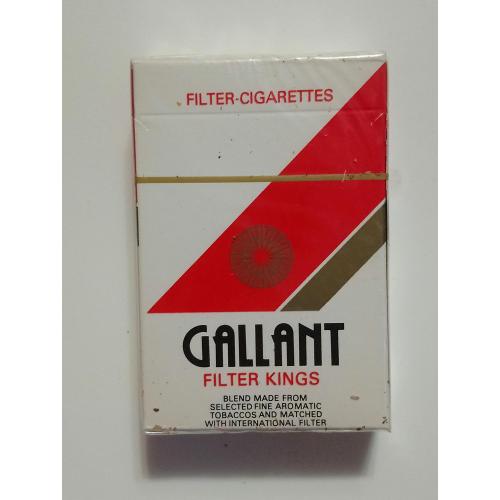 FILTER-CIGARETTES
GALLANT
FILTER KINGS
BLEND MADE FROM
SELECTED FINE AROMATIC
TOBACCOS AND MATCHED
WITH INTERNATIONAL FILTER